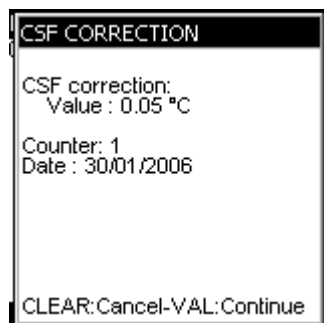 CSF CORRECTION
CSF correction:
Value : 0.05 °C
Counter: 1
Date : 30/01/2006
CLEAR:Cancel-VAL:Continue